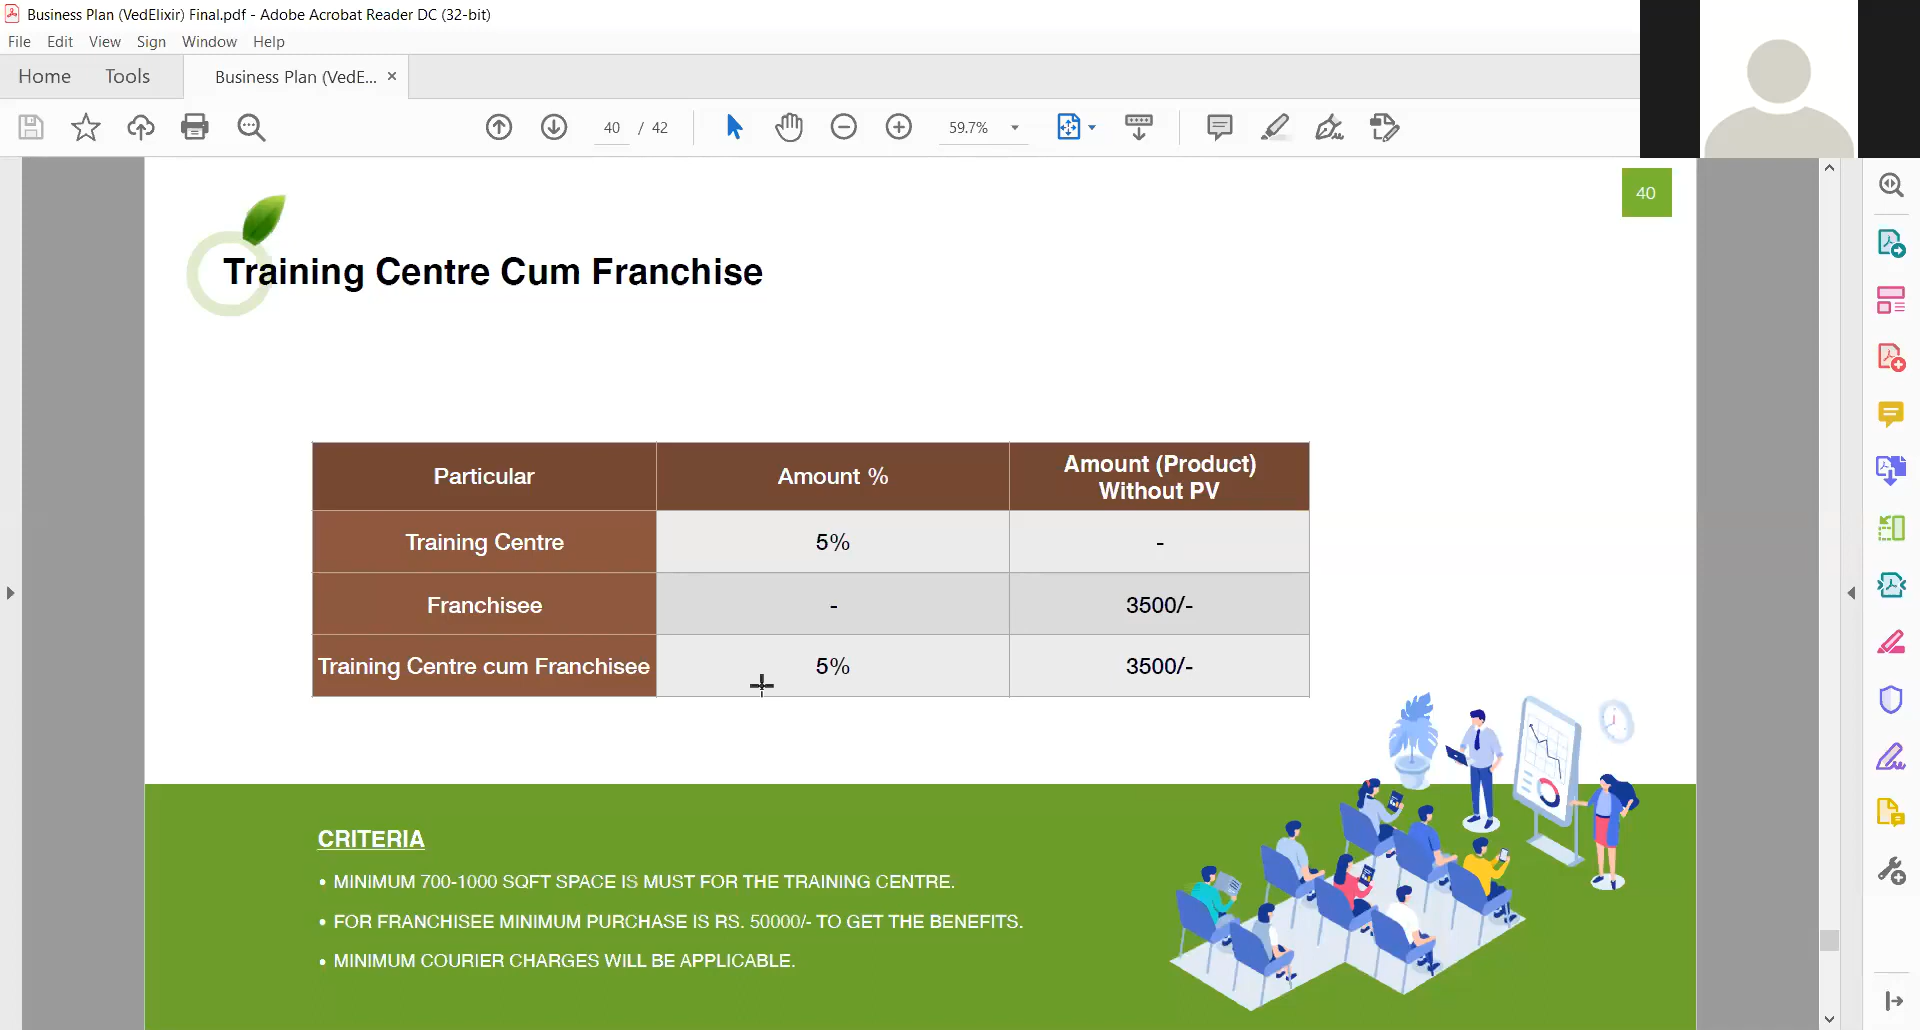 Business Plan (VedElixir) Final.pdf - Adobe Acrobat Reader DC (32-bit)
File Edit View Sign Window Help
Home Tools Business Plan (VedE... ×
40 / 42 59.7%
40
Training Centre Cum Franchise
Particular Amount % Amount (Product) Without PV
Training Centre 5% -
Franchisee - 3500/-
Training Centre cum Franchisee 5% 3500/-
CRITERIA
• MINIMUM 700-1000 SQFT SPACE IS MUST FOR THE TRAINING CENTRE.
• FOR FRANCHISEE MINIMUM PURCHASE IS RS. 50000/- TO GET THE BENEFITS.
• MINIMUM COURIER CHARGES WILL BE APPLICABLE.